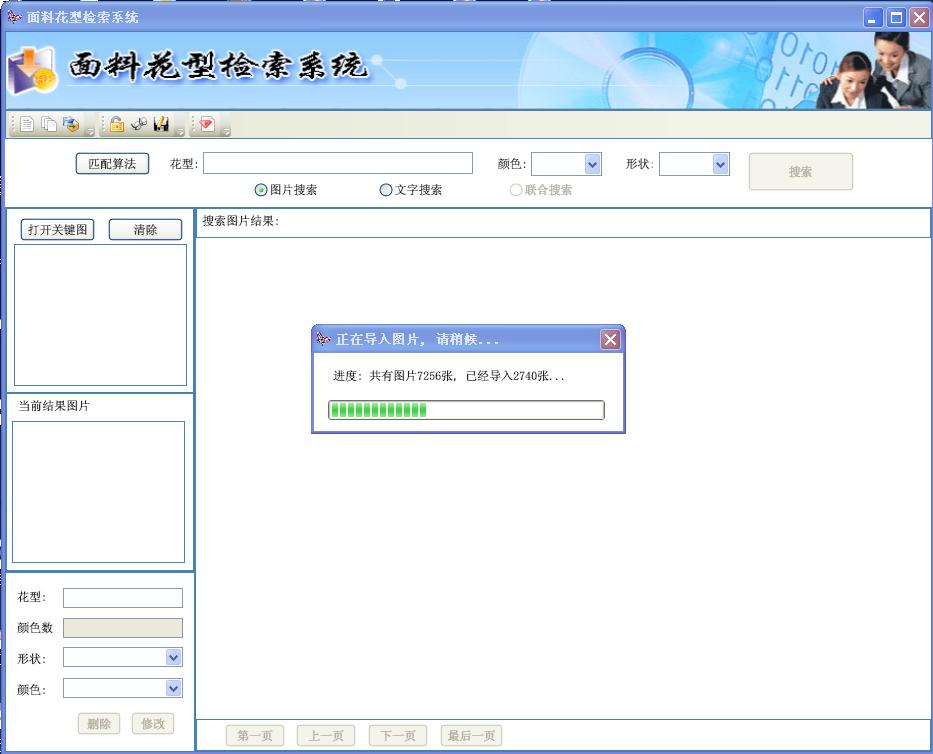 面料花型检索系统
面料花型检索系统
匹配算法 花型: 颜色: 形状: 搜索
图片搜索 文字搜索 联合搜索
打开关键图 清除
搜索图片结果:
正在导入图片, 请稍候...
进度: 共有图片7256张, 已经导入2740张...
当前结果图片
花型:
颜色数
形状:
颜色:
删除 修改
第一页 上一页 下一页 最后一页